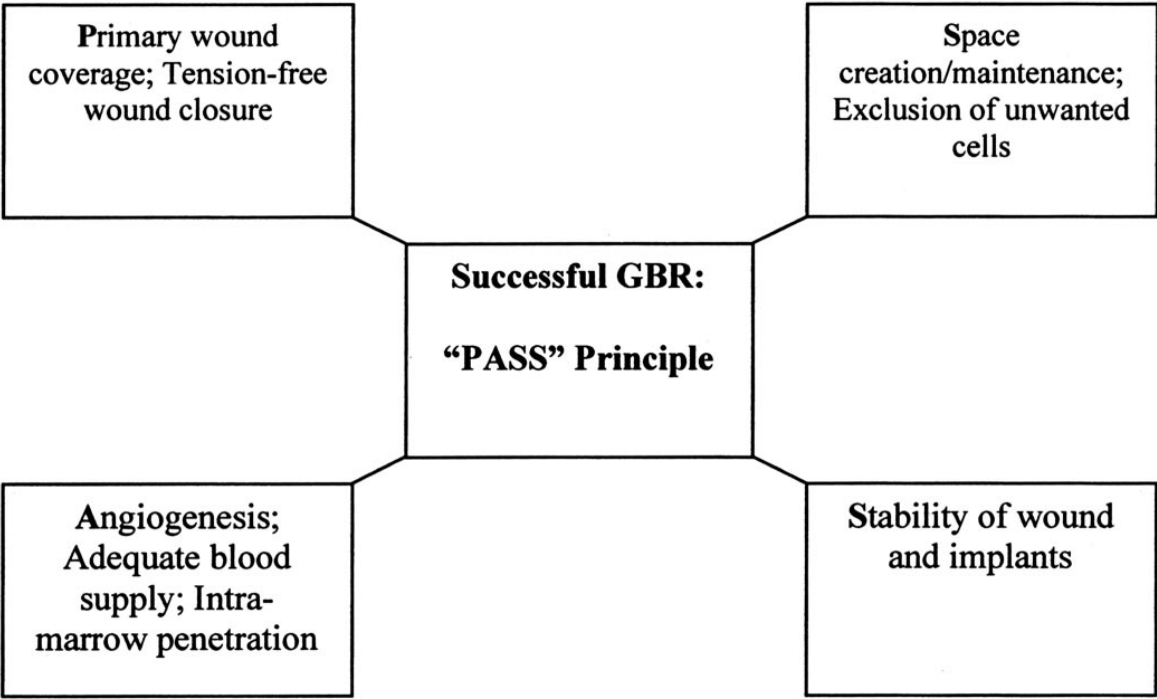 Primary wound
coverage; Tension-free
wound closure
Space
creation/maintenance;
Exclusion of unwanted
cells
Successful GBR:
“PASS” Principle
Angiogenesis;
Adequate blood
supply; Intra-
marrow penetration
Stability of wound
and implants